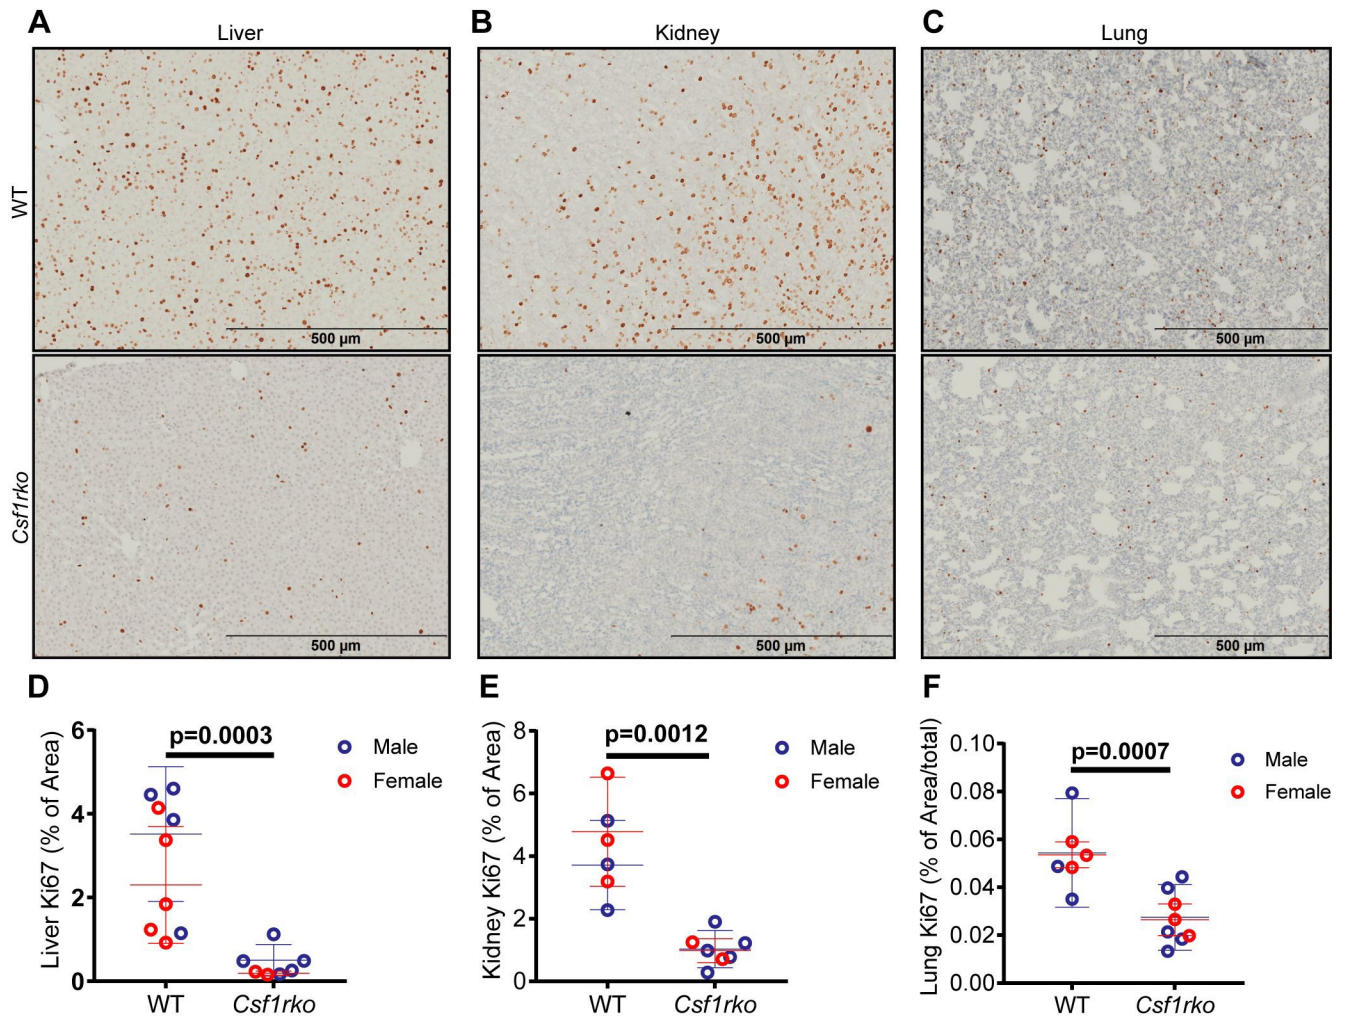 A
Liver
B
Kidney
C
Lung
WT
500 µm
500 µm
500 µm
Csf1rko
500 µm
500 µm
500 µm
D
Liver Ki67 (% of Area)
6
4
2
0
p=0.0003
Male
Female
WT
Csf1rko
E
Kidney Ki67 (% of Area)
8
6
4
2
0
p=0.0012
Male
Female
WT
Csf1rko
F
Lung Ki67 (% of Area/total)
0.10
0.08
0.06
0.04
0.02
0.00
p=0.0007
Male
Female
WT
Csf1rko